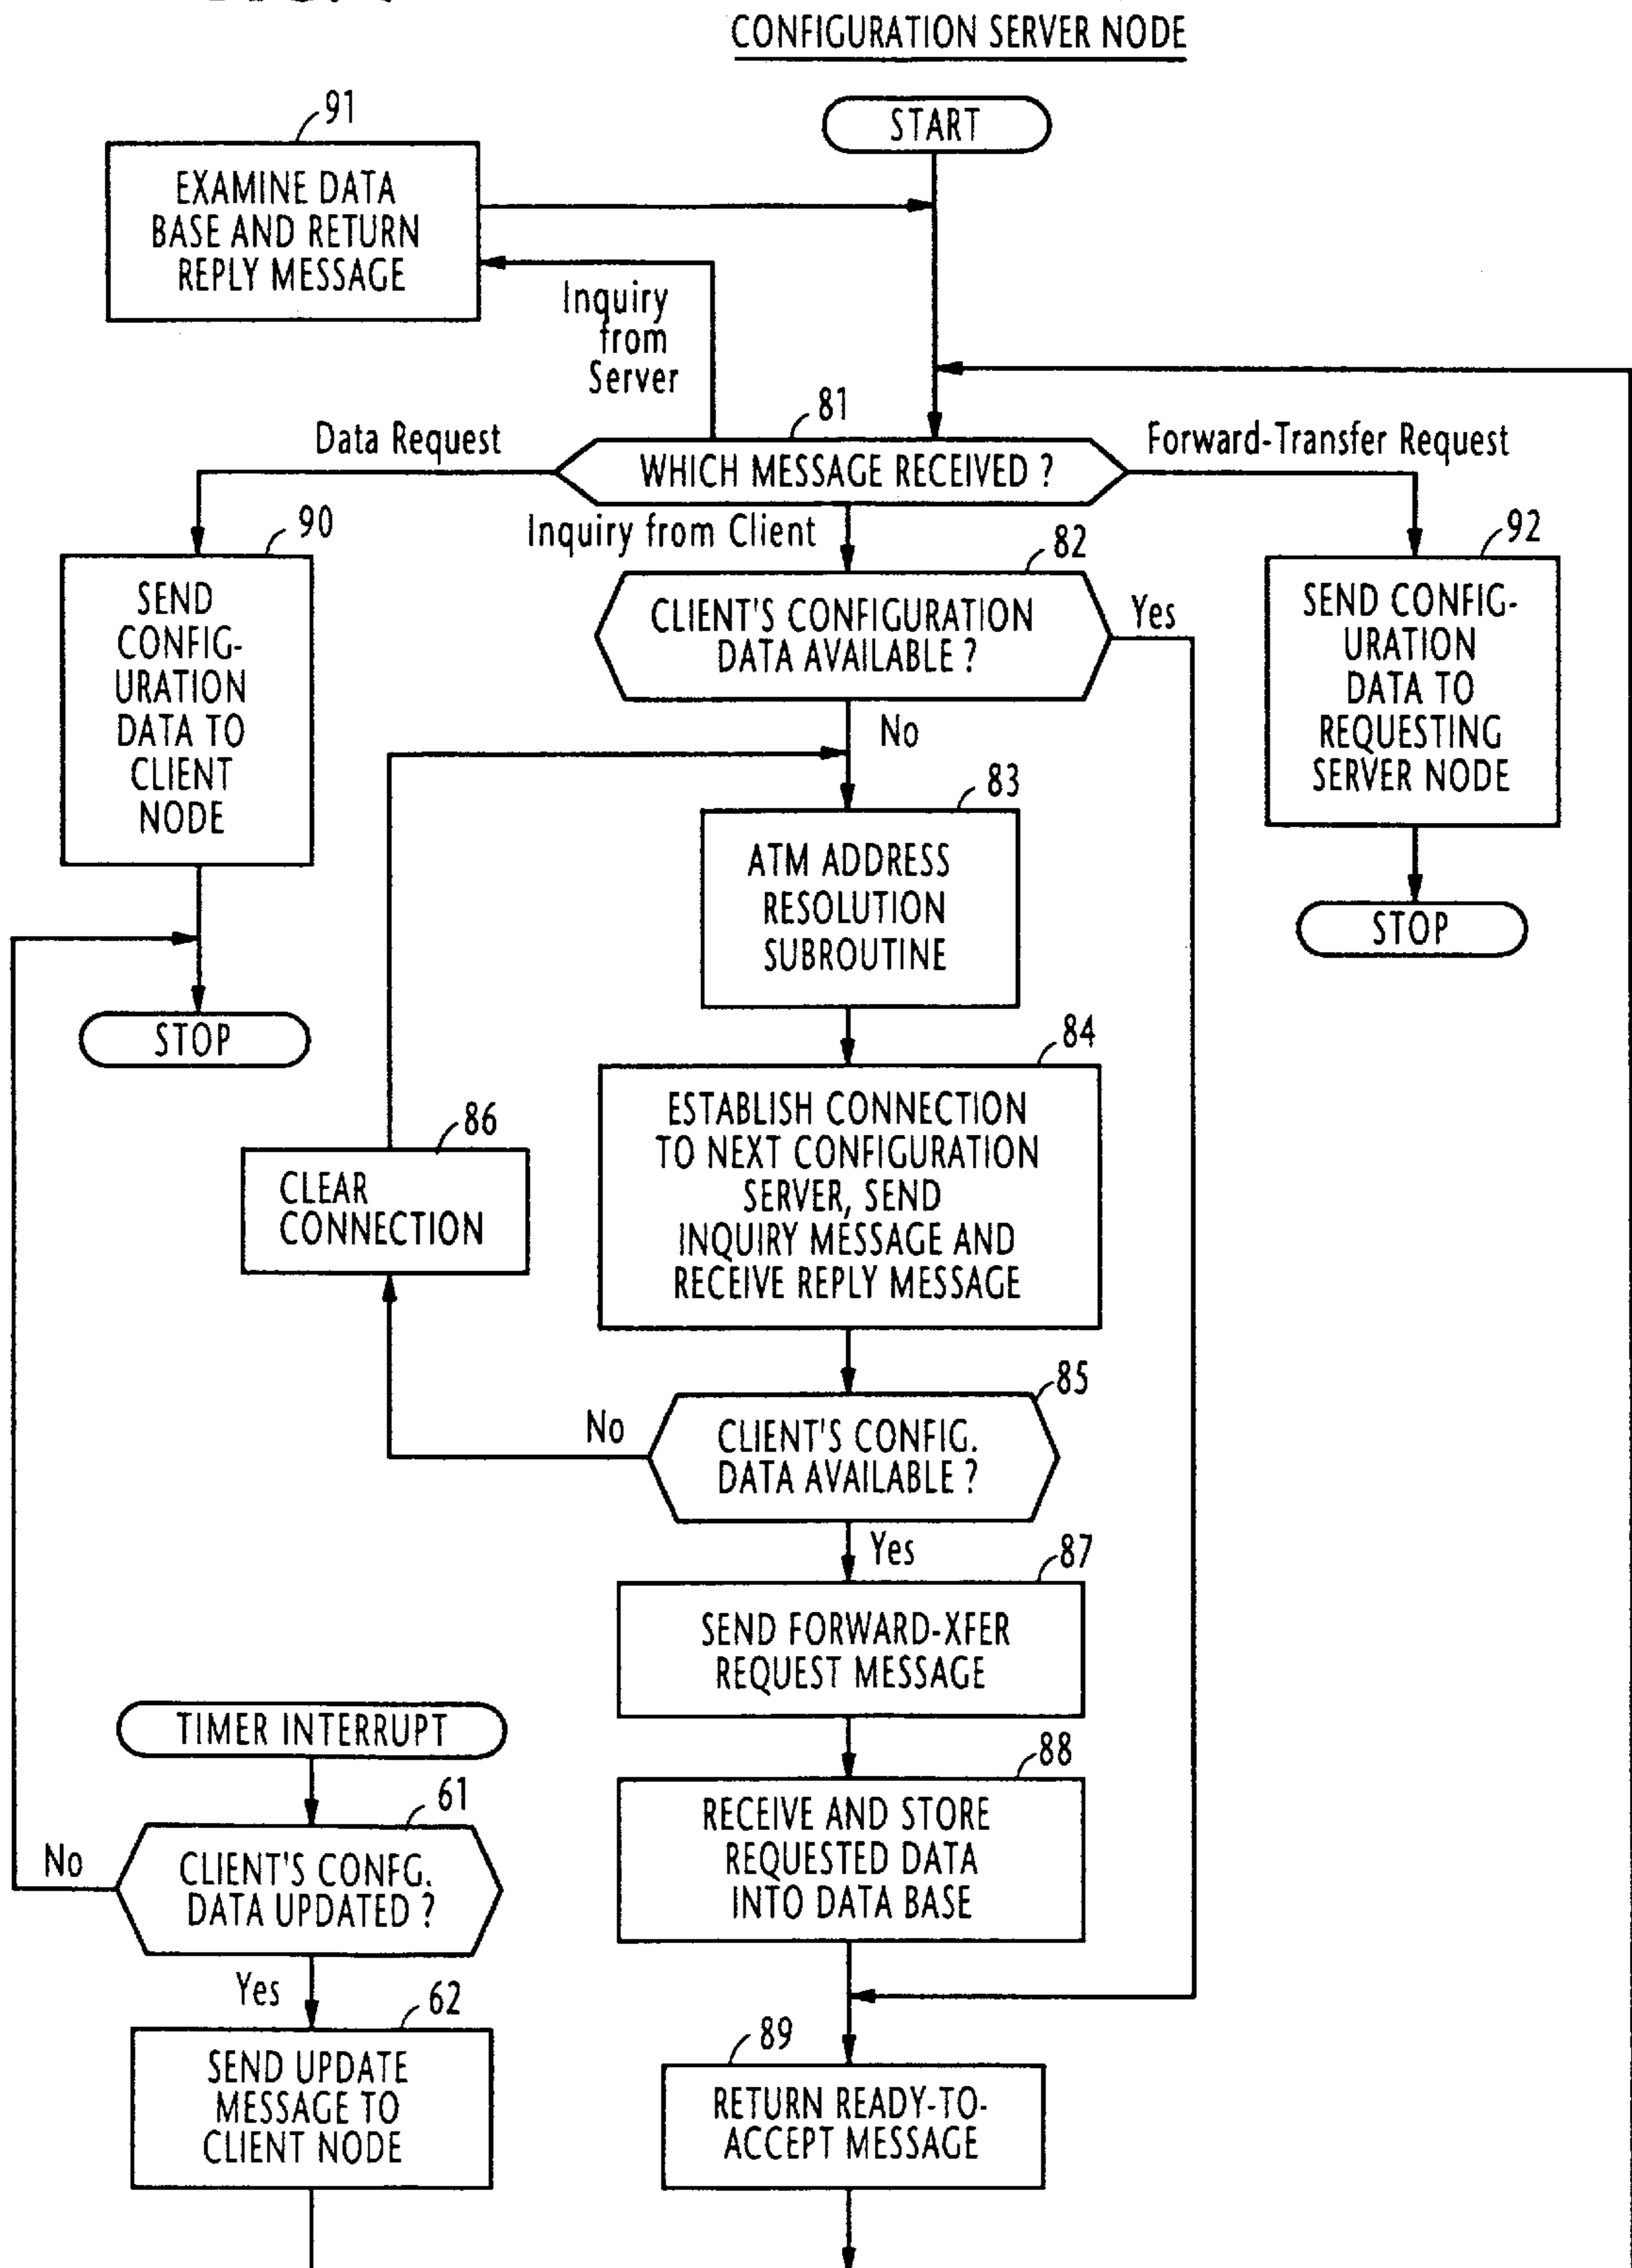 CONFIGURATION SERVER NODE
START
91
EXAMINE DATA
BASE AND RETURN
REPLY MESSAGE
Inquiry
from
Server
81
Data Request
WHICH MESSAGE RECEIVED ?
Forward-Transfer Request
90
SEND
CONFIG-
URATION
DATA TO
CLIENT
NODE
STOP
Inquiry from Client
82
CLIENT'S CONFIGURATION
DATA AVAILABLE ?
Yes
No
92
SEND CONFIG-
URATION
DATA TO
REQUESTING
SERVER NODE
STOP
83
ATM ADDRESS
RESOLUTION
SUBROUTINE
84
ESTABLISH CONNECTION
TO NEXT CONFIGURATION
SERVER, SEND
INQUIRY MESSAGE AND
RECEIVE REPLY MESSAGE
86
CLEAR
CONNECTION
85
No
CLIENT'S CONFIG.
DATA AVAILABLE ?
Yes
87
SEND FORWARD-XFER
REQUEST MESSAGE
88
RECEIVE AND STORE
REQUESTED DATA
INTO DATA BASE
89
RETURN READY-TO-
ACCEPT MESSAGE
TIMER INTERRUPT
61
No
CLIENT'S CONFG.
DATA UPDATED ?
Yes
62
SEND UPDATE
MESSAGE TO
CLIENT NODE